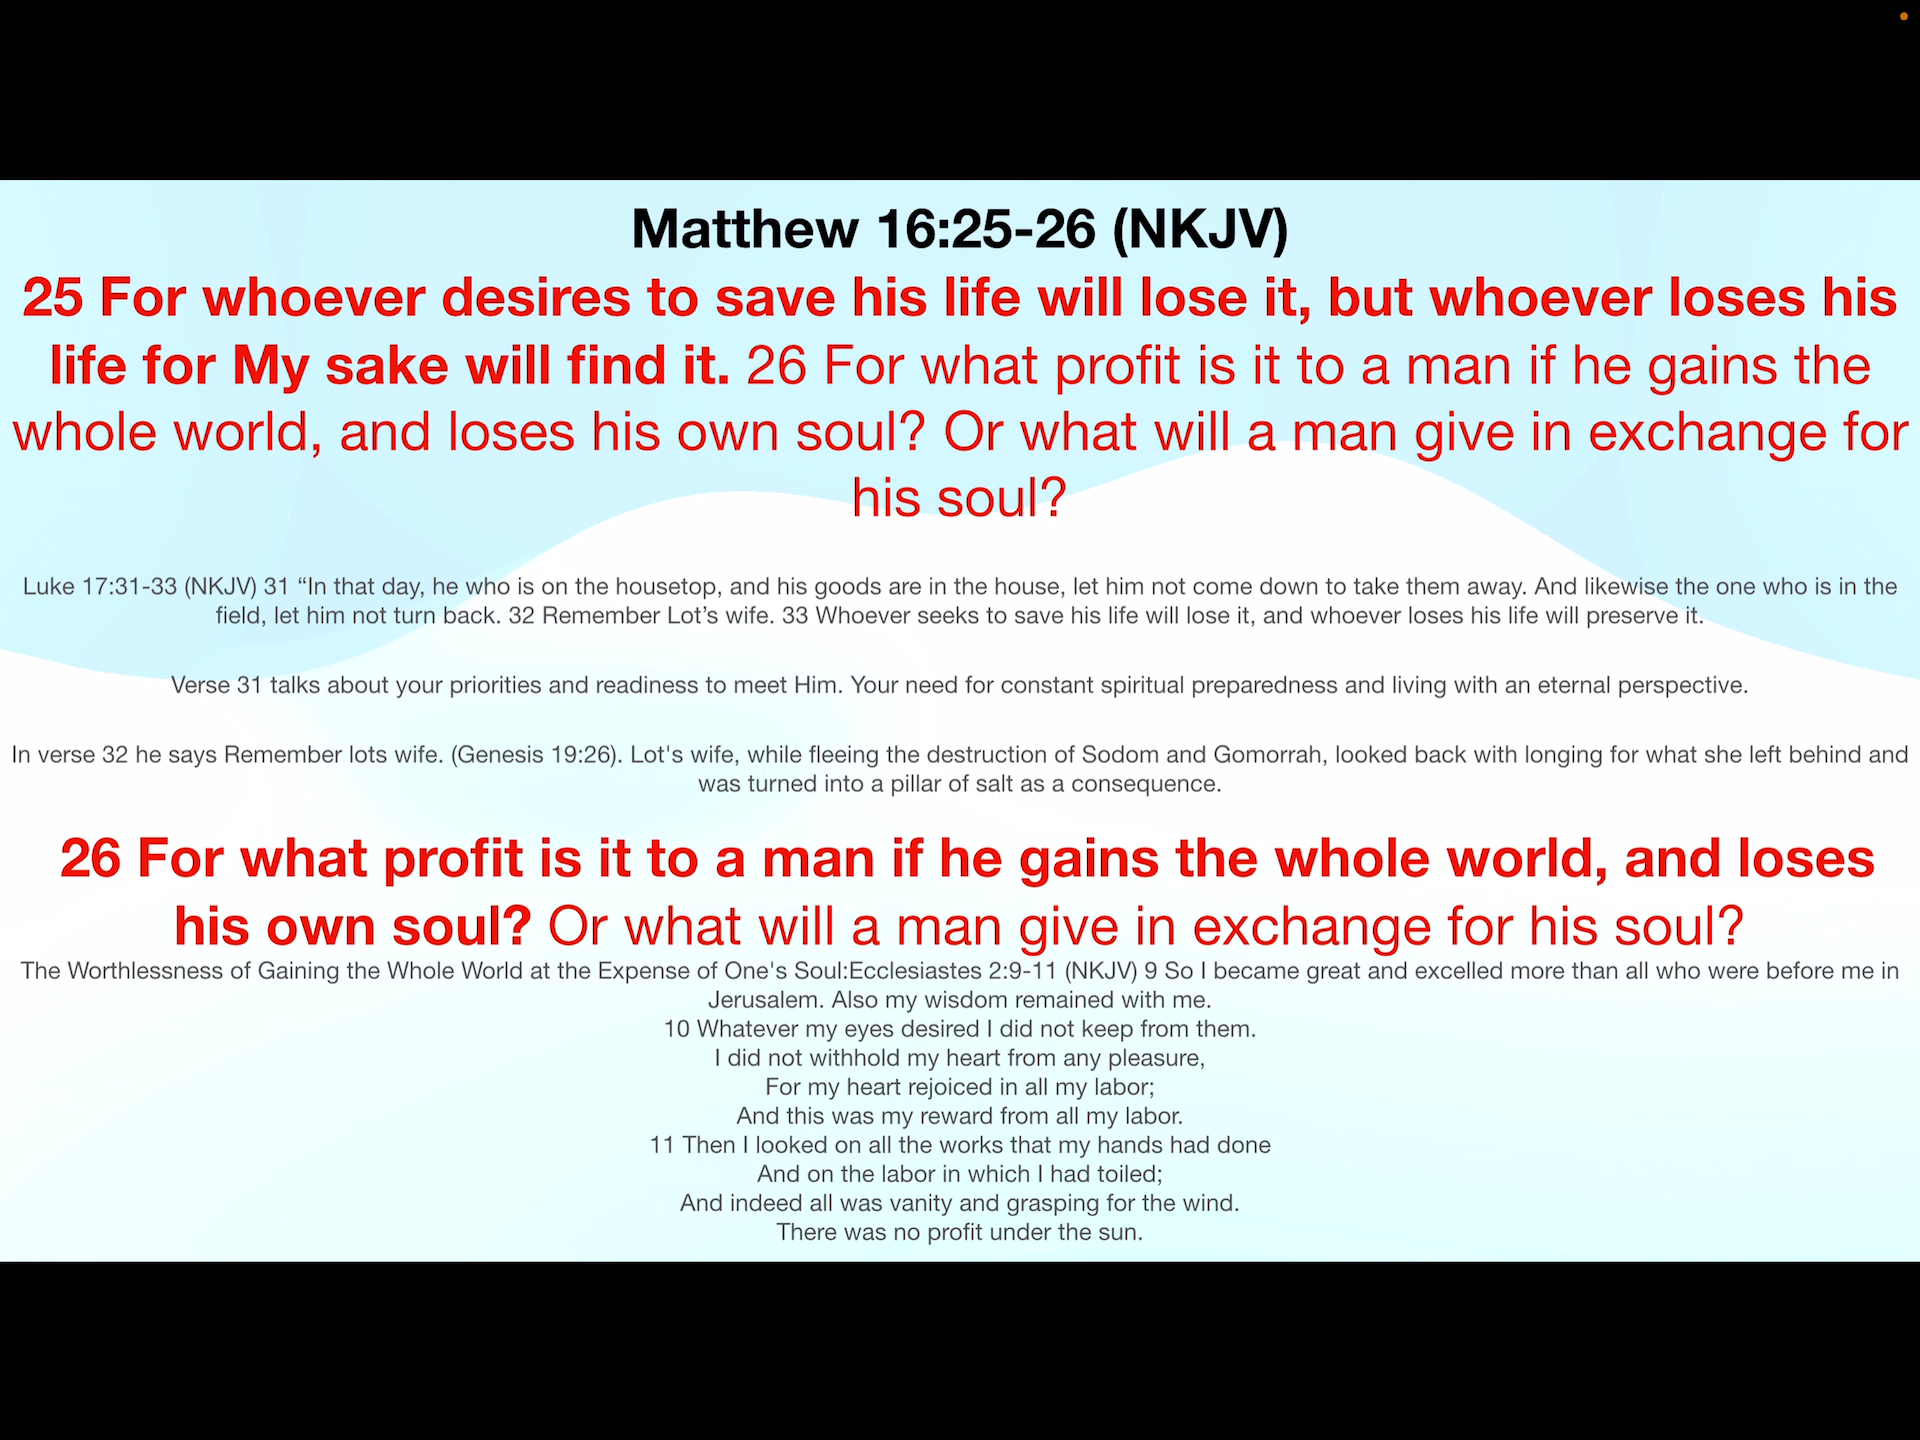 Matthew 16:25-26 (NKJV)
25 For whoever desires to save his life will lose it, but whoever loses his
life for My sake will find it. 26 For what profit is it to a man if he gains the
whole world, and loses his own soul? Or what will a man give in exchange for
his soul?
Luke 17:31-33 (NKJV) 31 “In that day, he who is on the housetop, and his goods are in the house, let him not come down to take them away. And likewise the one who is in the
field, let him not turn back. 32 Remember Lot’s wife. 33 Whoever seeks to save his life will lose it, and whoever loses his life will preserve it.
Verse 31 talks about your priorities and readiness to meet Him. Your need for constant spiritual preparedness and living with an eternal perspective.
In verse 32 he says Remember lots wife. (Genesis 19:26). Lot's wife, while fleeing the destruction of Sodom and Gomorrah, looked back with longing for what she left behind and
was turned into a pillar of salt as a consequence.
26 For what profit is it to a man if he gains the whole world, and loses
his own soul? Or what will a man give in exchange for his soul?
The Worthlessness of Gaining the Whole World at the Expense of One's Soul:Ecclesiastes 2:9-11 (NKJV) 9 So I became great and excelled more than all who were before me in
Jerusalem. Also my wisdom remained with me.
10 Whatever my eyes desired I did not keep from them.
I did not withhold my heart from any pleasure,
For my heart rejoiced in all my labor;
And this was my reward from all my labor.
11 Then I looked on all the works that my hands had done
And on the labor in which I had toiled;
And indeed all was vanity and grasping for the wind.
There was no profit under the sun.